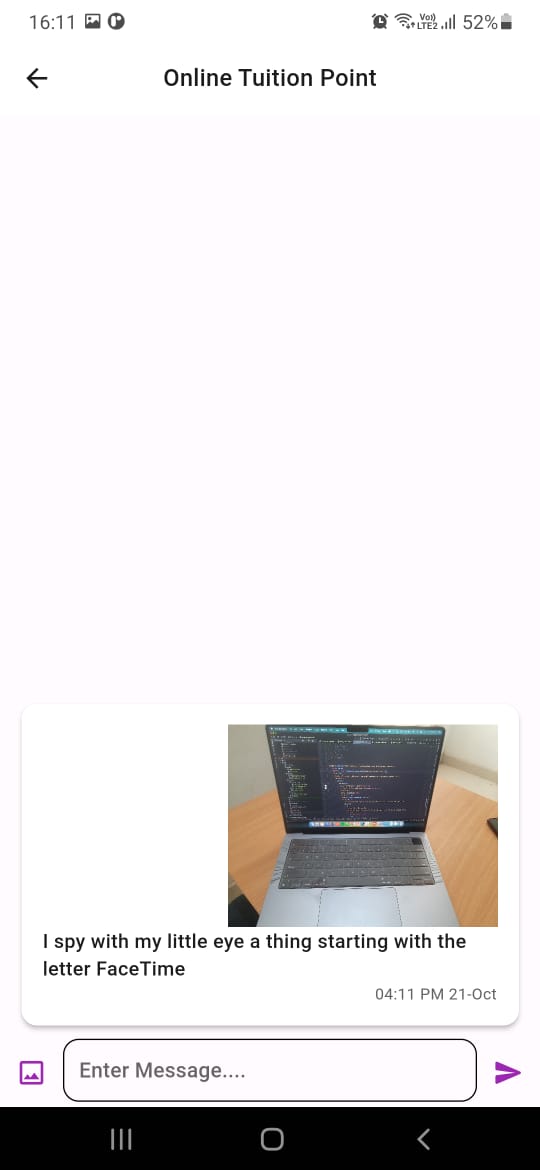 16:11
Vo))
LTE2
52%
Online Tuition Point
I spy with my little eye a thing starting with the
letter FaceTime
04:11 PM 21-Oct
Enter Message....